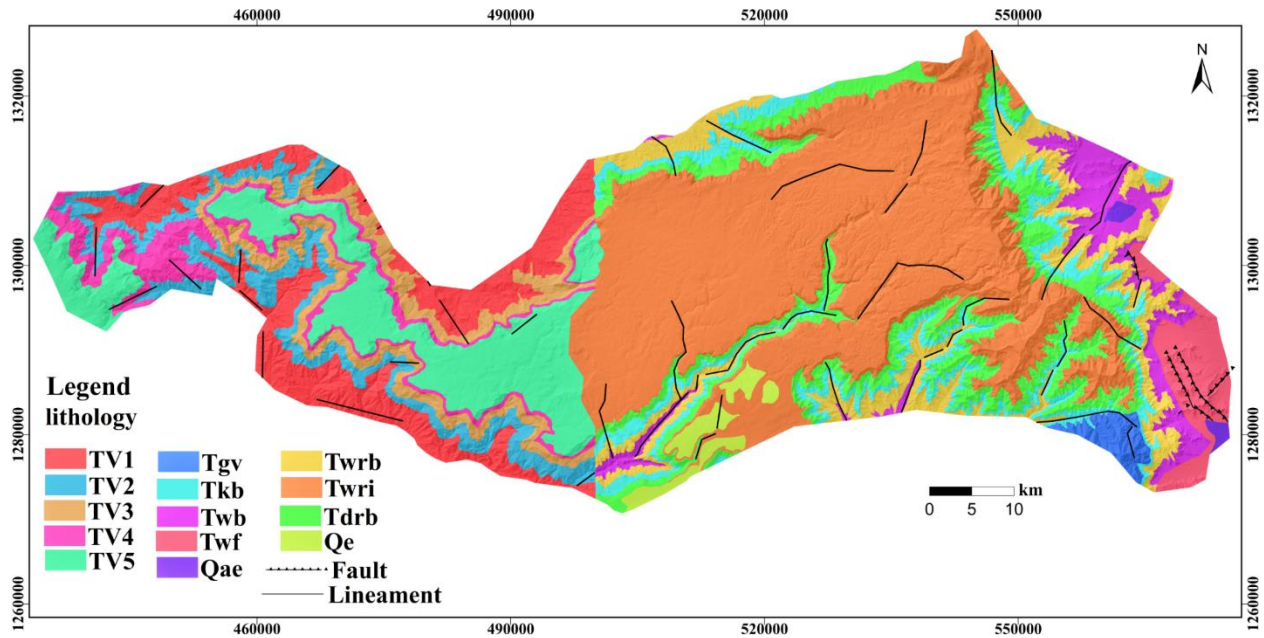 460000 490000 520000 550000
N
1320000 1320000
1300000 1300000
1280000 1280000
1260000 1260000
Legend
lithology
TV1 Tgv Twrb
TV2 Tkb Twri
TV3 Twb Tdrb
TV4 Twf Qe
TV5 Qae Fault
Lineament
km
0 5 10
460000 490000 520000 550000